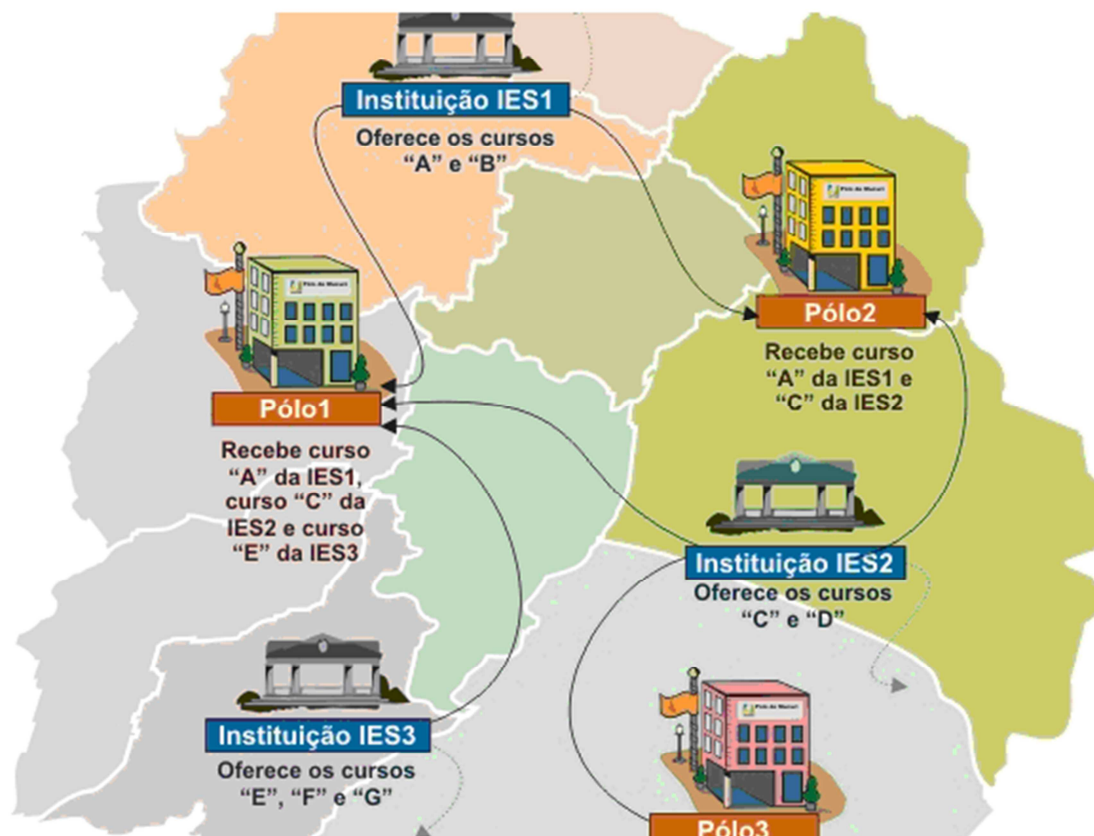 Instituição IES1
Oferece os cursos
“A” e “B”
Pólo2
Recebe curso
“A” da IES1 e
“C” da IES2
Pólo1
Recebe curso
“A” da IES1,
curso “C” da
IES2 e curso
“E” da IES3
Instituição IES2
Oferece os cursos
“C” e “D”
Instituição IES3
Oferece os cursos
“E”, “F” e “G”
Pólo3